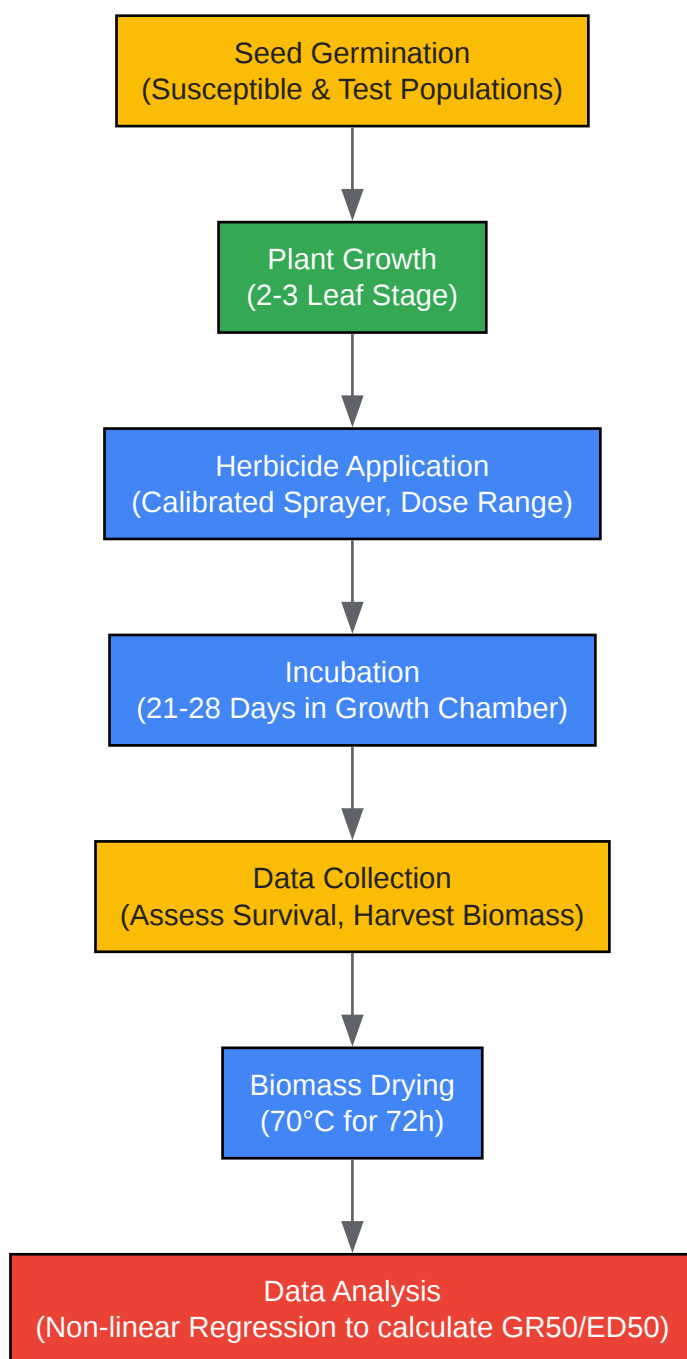 Seed Germination
(Susceptible & Test Populations)
Plant Growth
(2-3 Leaf Stage)
Herbicide Application
(Calibrated Sprayer, Dose Range)
Incubation
(21-28 Days in Growth Chamber)
Data Collection
(Assess Survival, Harvest Biomass)
Biomass Drying
(70°C for 72h)
Data Analysis
(Non-linear Regression to calculate GR50/ED50)